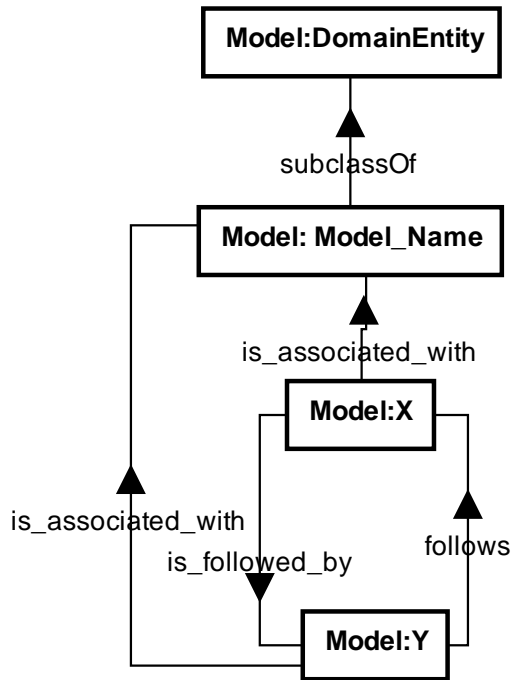 Model:DomainEntity
subclassOf
Model: Model_Name
is_associated_with
Model:X
is_associated_with
follows
is_followed_by
Model:Y